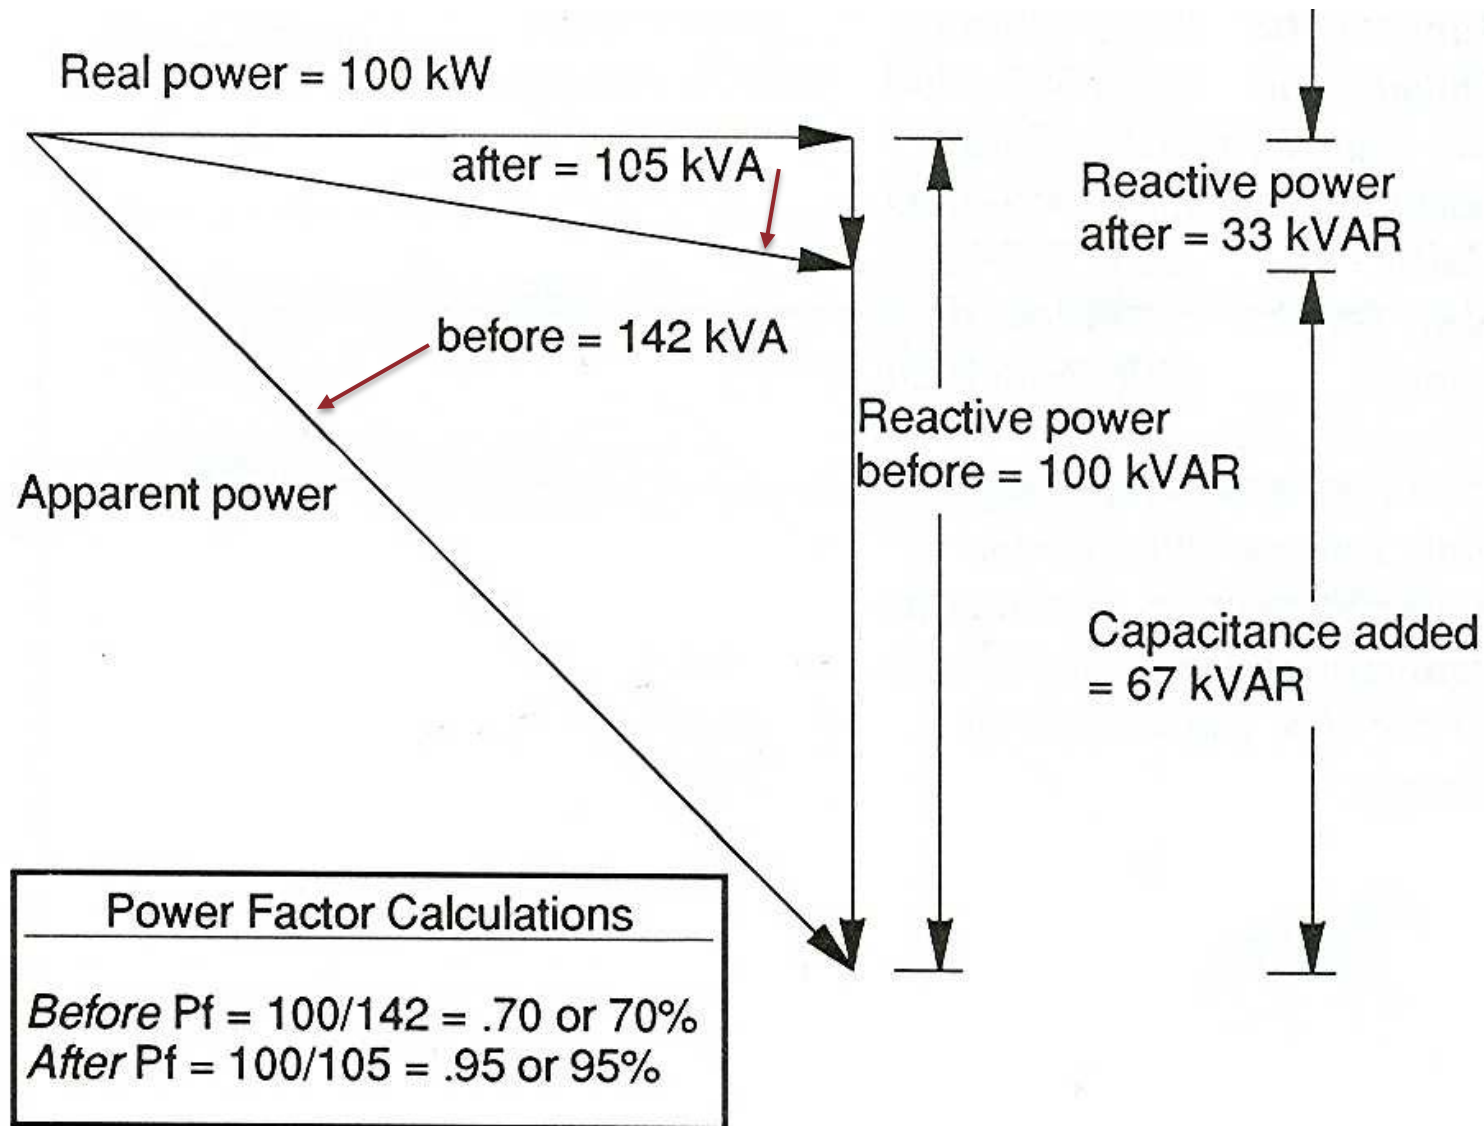 Real power = 100 kW
after = 105 kVA
Reactive power
after = 33 kVAR
before = 142 kVA
Reactive power
before = 100 kVAR
Apparent power
Capacitance added
= 67 kVAR
Power Factor Calculations
Before Pf = 100/142 = .70 or 70%
After Pf = 100/105 = .95 or 95%